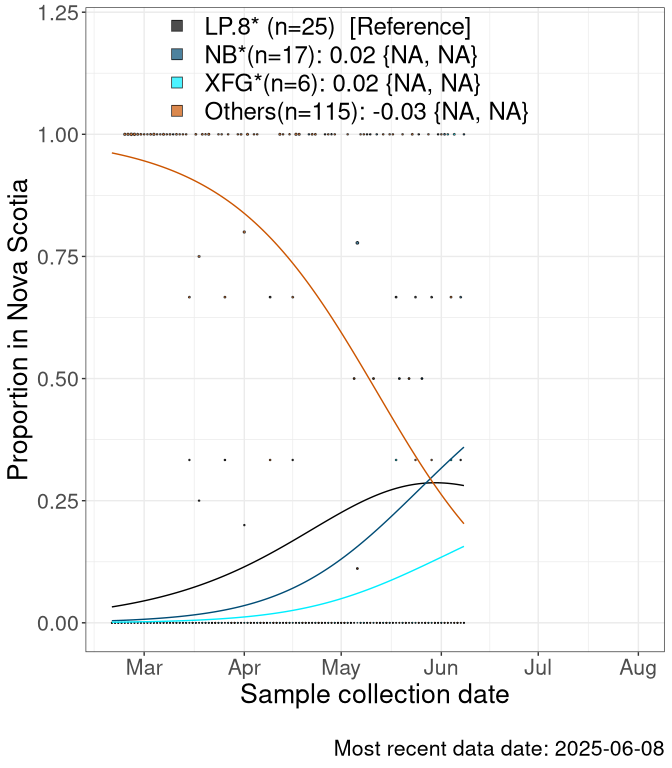 LP.8* (n=25)  [Reference]
NB*(n=17): 0.02 {NA, NA}
XFG*(n=6): 0.02 {NA, NA}
Others(n=115): -0.03 {NA, NA}
1.25
1.00
0.75
0.50
0.25
0.00
Proportion in Nova Scotia
Mar Apr May Jun Jul Aug
Sample collection date
Most recent data date: 2025-06-08